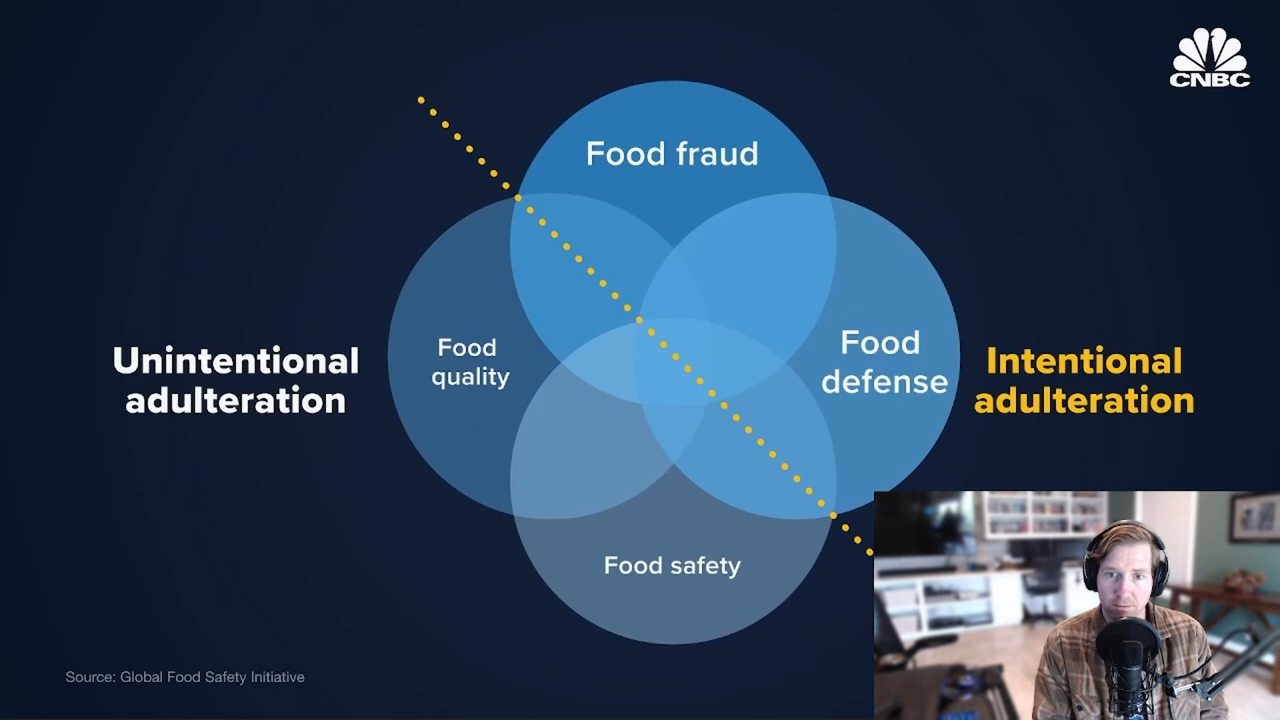 CNBC
Food fraud
Food
quality
Food
defense
Unintentional
adulteration
Intentional
adulteration
Food safety
Source: Global Food Safety Initiative